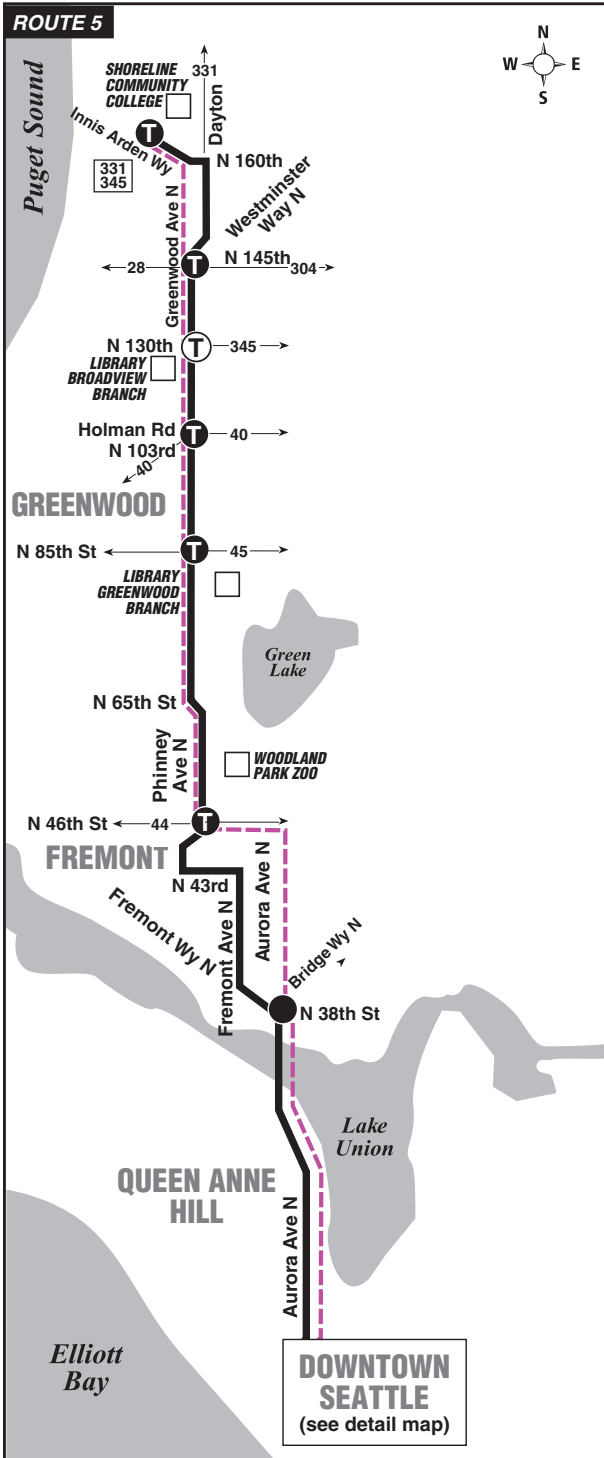 ROUTE 5
N
W E
S
SHORELINE
COMMUNITY
COLLEGE
331
Dayton
Puget Sound
Innis Arden Wy
N 160th
331
345
Westminster
Way N
Greenwood Ave N
T
N 145th
28
T
304
N 130th
T
345
LIBRARY
BROADVIEW
BRANCH
Holman Rd
N 103rd
T
40
40
GREENWOOD
N 85th St
T
45
LIBRARY
GREENWOOD
BRANCH
Green
Lake
N 65th St
Phinney
Ave N
WOODLAND
PARK ZOO
N 46th St
44
T
FREMONT
N 43rd
Fremont Wy N
Fremont Ave N
Aurora Ave N
Bridge Wy N
N 38th St
Lake
Union
QUEEN ANNE
HILL
Aurora Ave N
Elliott
Bay
DOWNTOWN
SEATTLE
(see detail map)